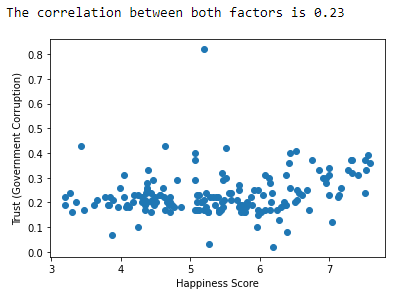 The correlation between both factors is 0.23
0.8
0.7
0.6
0.5
0.4
0.3
0.2
0.1
0.0
Trust (Government Corruption)
3 4 5 6 7
Happiness Score